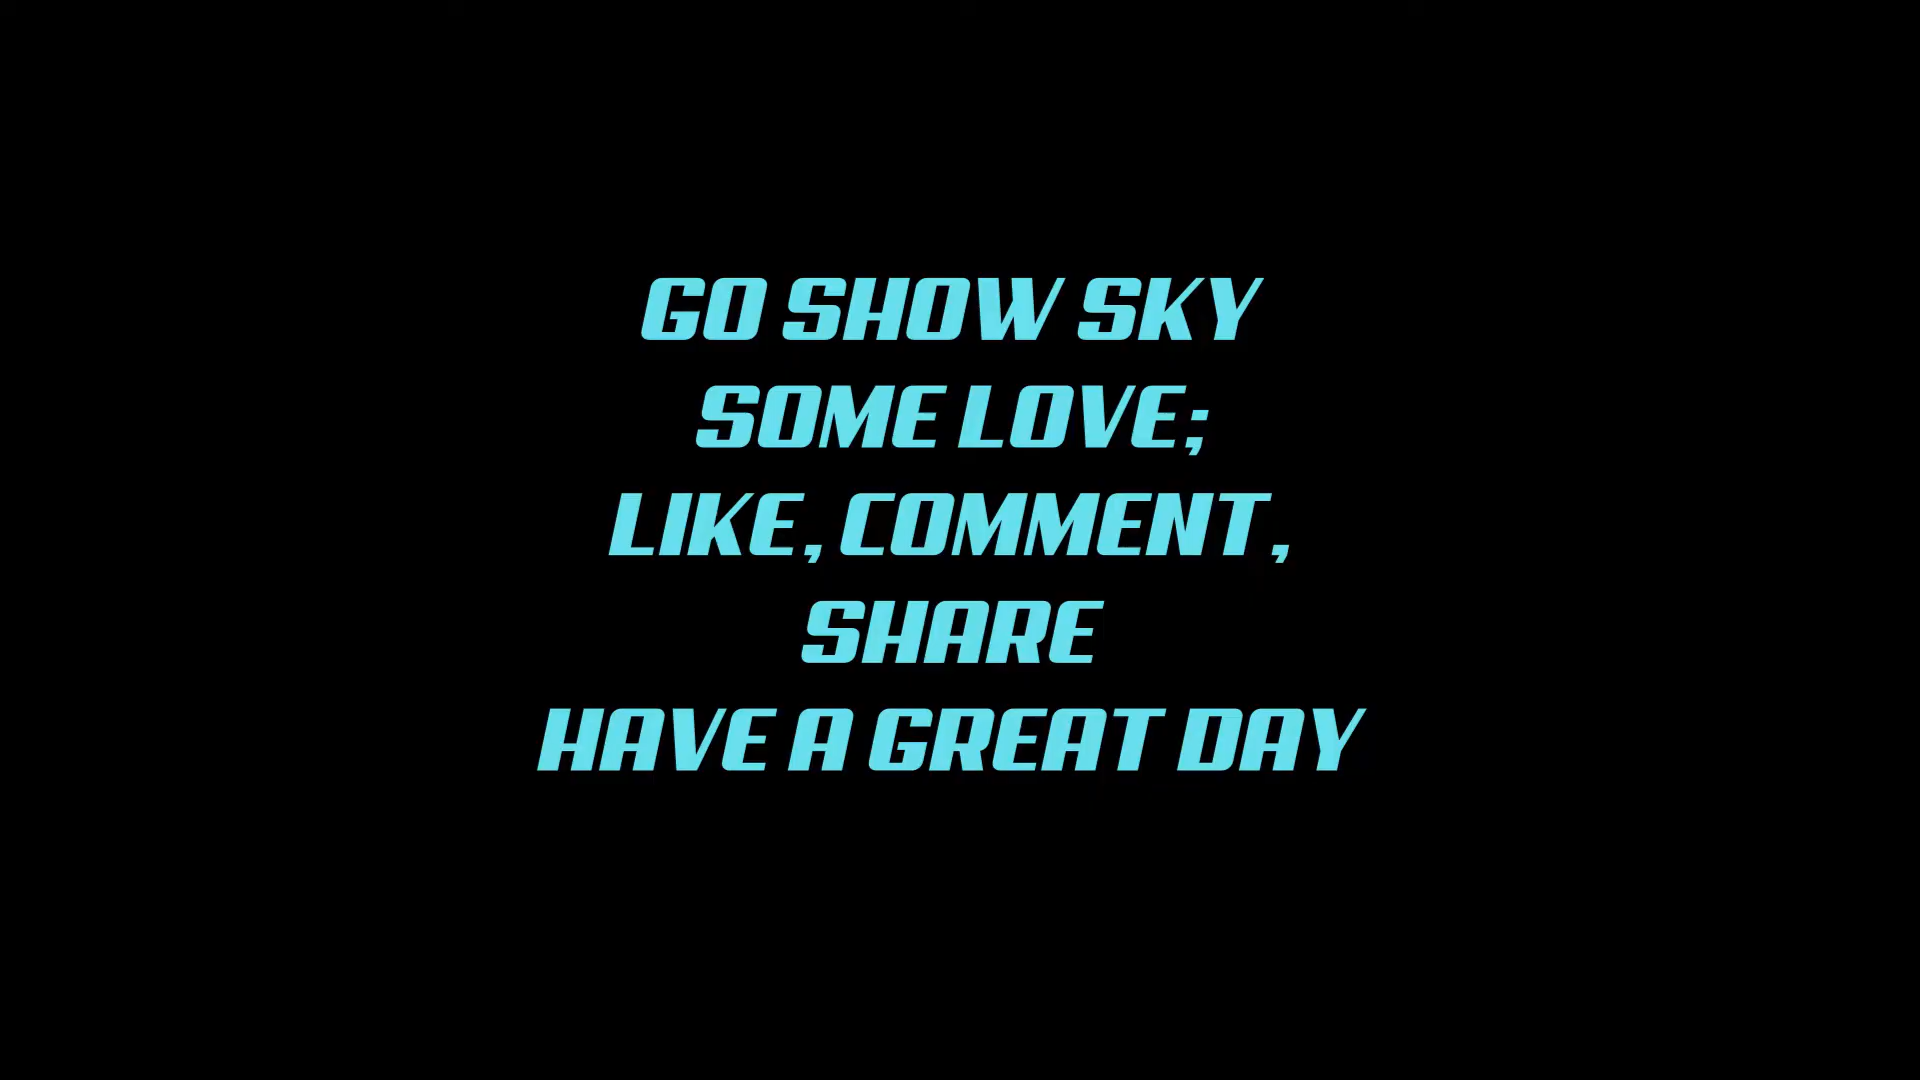 GO SHOW SKY
SOME LOVE;
LIKE, COMMENT,
SHARE
HAVE A GREAT DAY